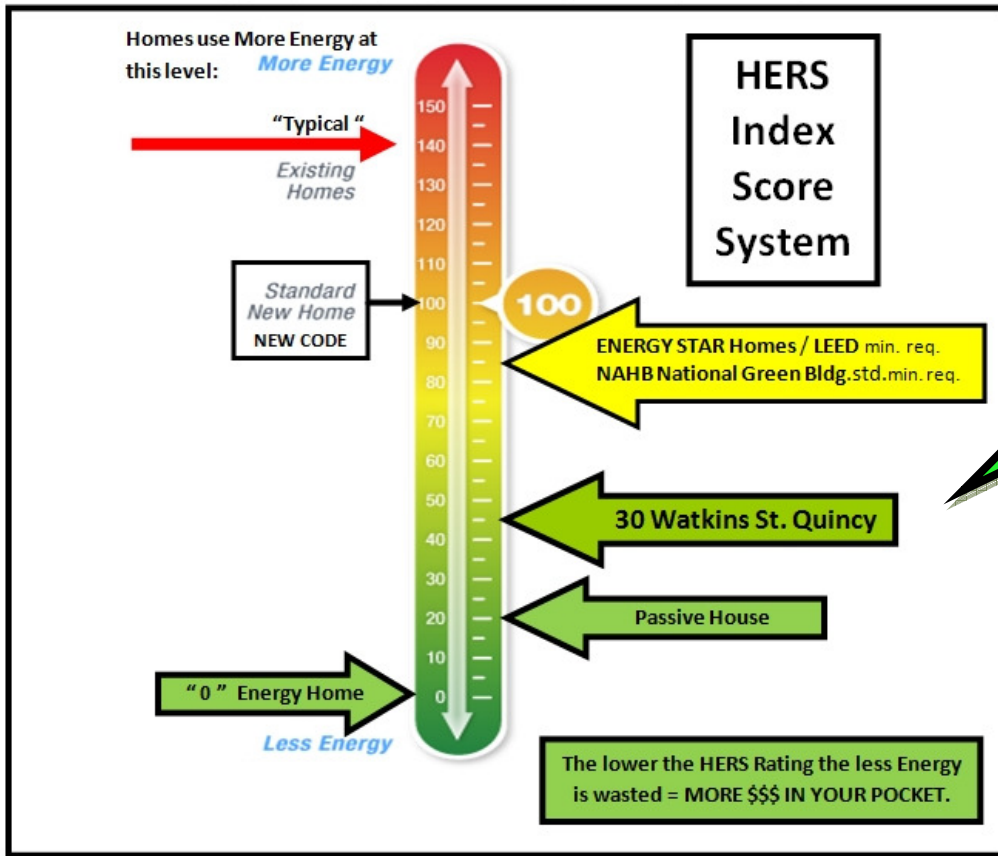 Homes use More Energy at
this level:
More Energy
HERS
Index
Score
System
"Typical "
Existing
Homes
150
140
130
120
110
100
90
80
70
60
50
40
30
20
10
0
Standard
New Home
NEW CODE
100
ENERGY STAR Homes / LEED min. req.
NAHB National Green Bldg.std.min. req.
30 Watkins St. Quincy
Passive House
" 0 " Energy Home
Less Energy
The lower the HERS Rating the less Energy
is wasted = MORE $$$ IN YOUR POCKET.